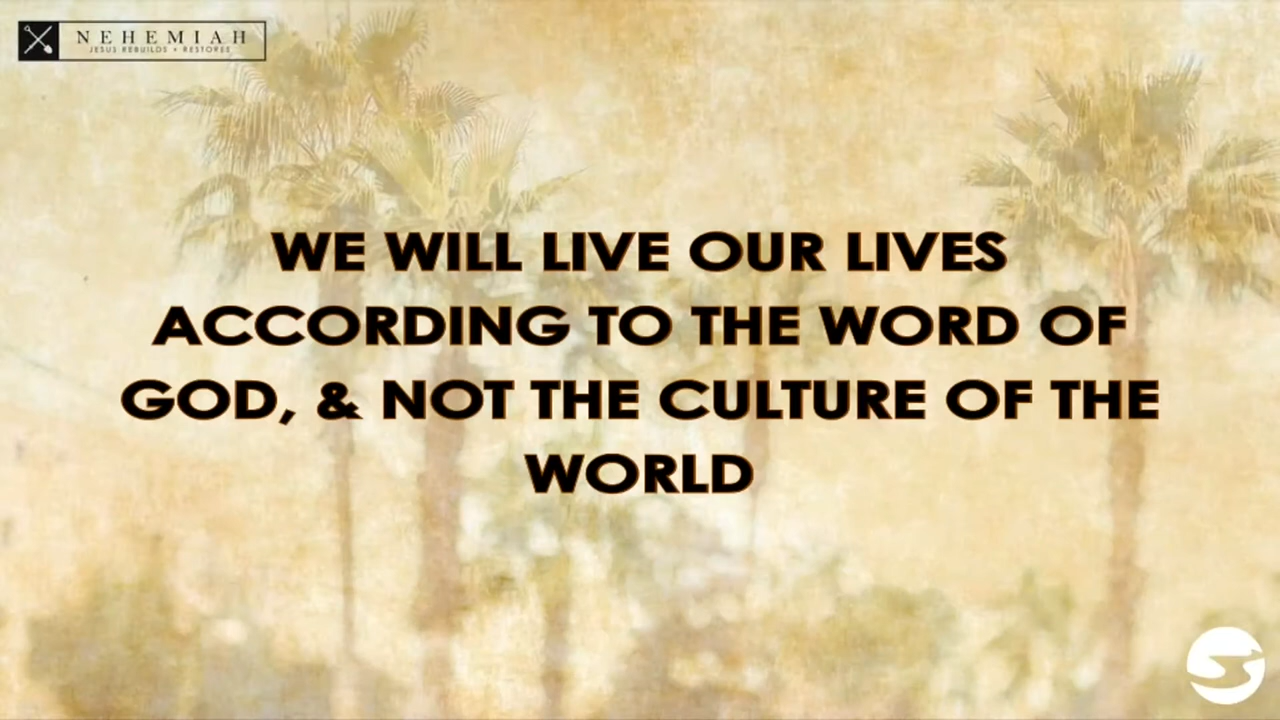 NEHEMIAH
JESUS REBUILDS + RESTORES
WE WILL LIVE OUR LIVES
ACCORDING TO THE WORD OF
GOD, & NOT THE CULTURE OF THE
WORLD